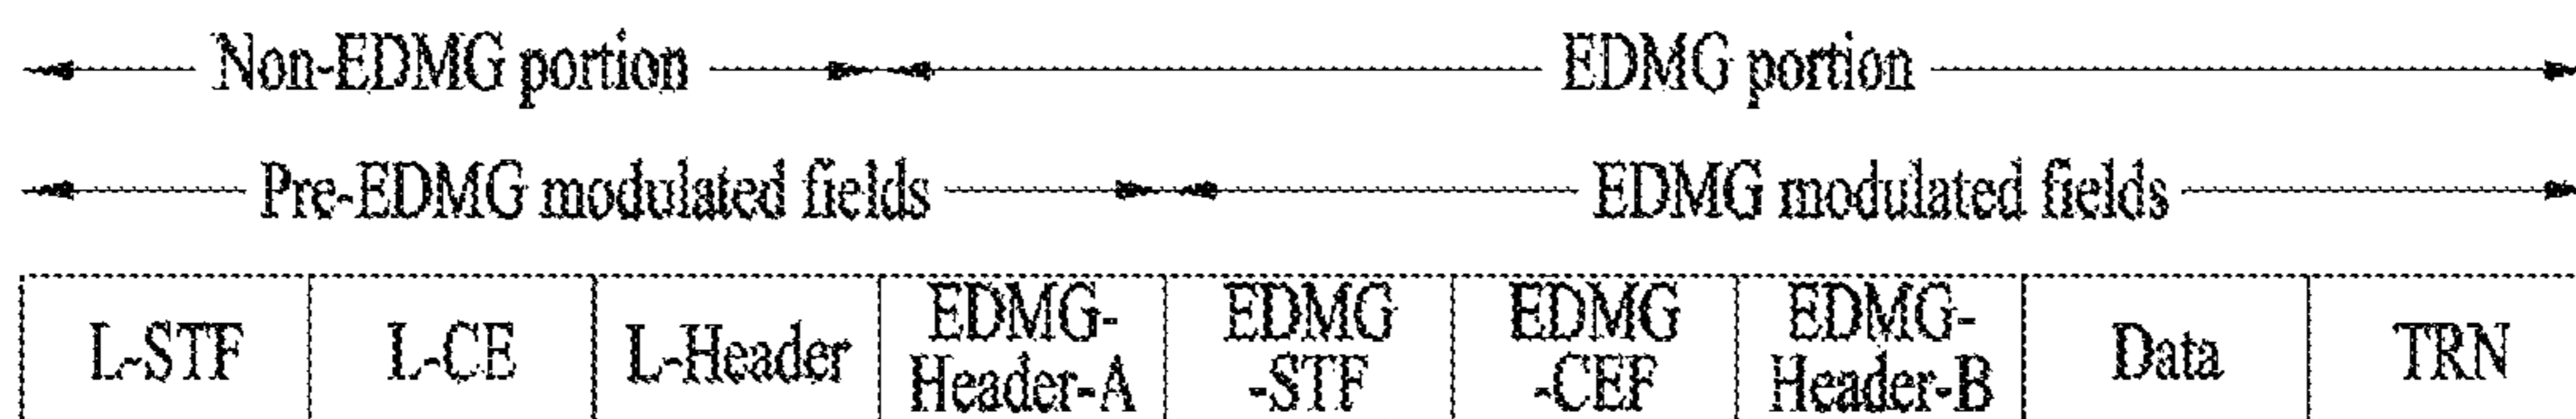 Non-EDMG portion EDMG portion
Pre-EDMG modulated fields EDMG modulated fields
L-STF L-CE L-Header EDMG-Header-A EDMG-STF EDMG-CEF EDMG-Header-B Data TRN